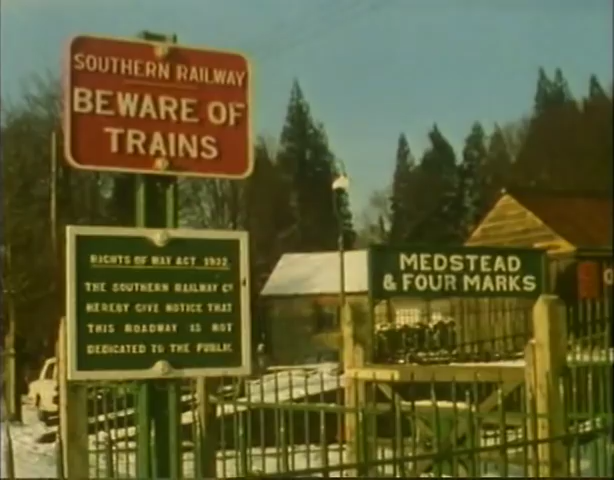 SOUTHERN RAILWAY
BEWARE OF
TRAINS
RIGHTS OF WAY ACT, 1932.
THE SOUTHERN RAILWAY CO
HEREBY GIVE NOTICE THAT
THIS ROADWAY IS NOT
DEDICATED TO THE PUBLIC.
MEDSTEAD
& FOUR MARKS